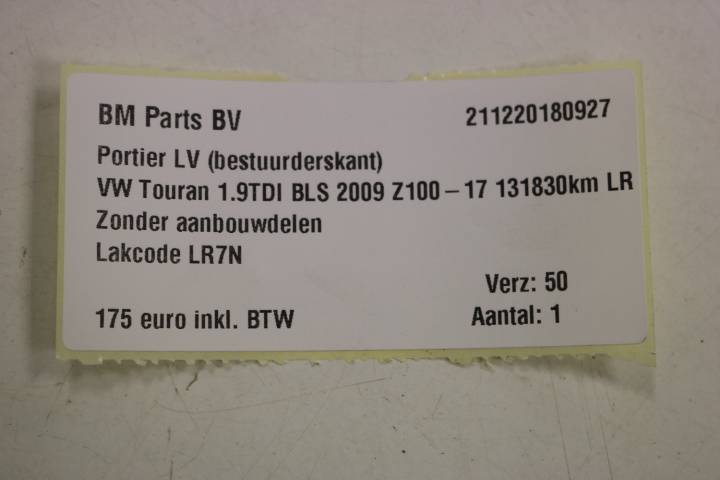 BM Parts BV 211220180927
Portier LV (bestuurderskant)
VW Touran 1.9TDI BLS 2009 Z100-17 131830km LR
Zonder aanbouwdelen
Lakcode LR7N
Verz: 50
175 euro inkl. BTW Aantal: 1